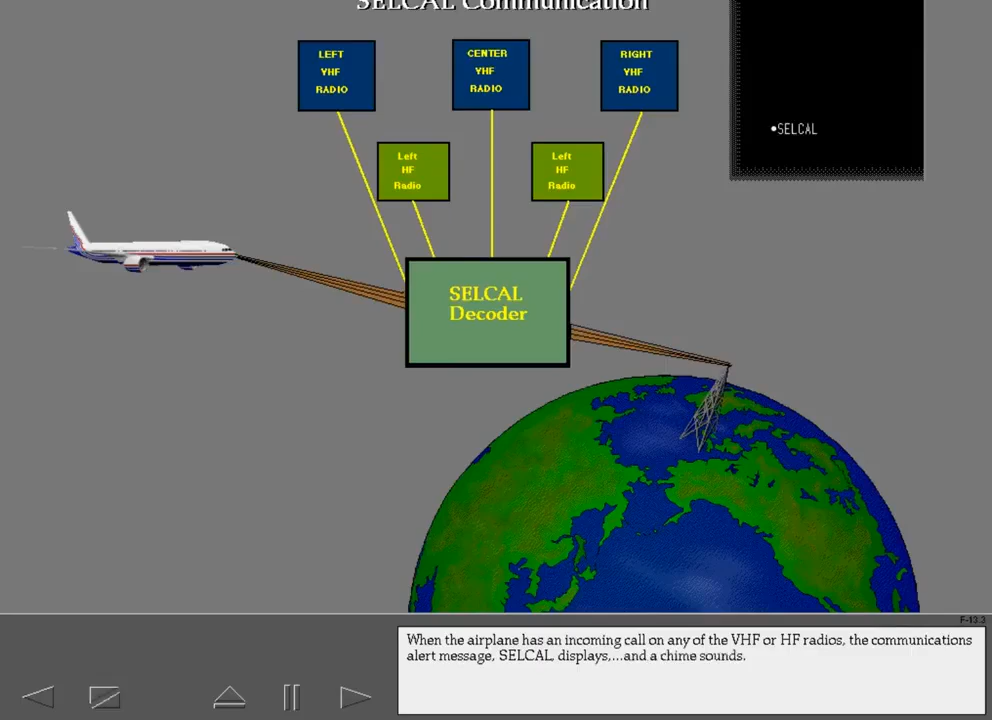 SELCAL Communication
LEFT
VHF
RADIO
CENTER
VHF
RADIO
RIGHT
VHF
RADIO
Left
HF
Radio
Left
HF
Radio
•SELCAL
SELCAL
Decoder
F-13.3
When the airplane has an incoming call on any of the VHF or HF radios, the communications
alert message, SELCAL, displays,...and a chime sounds.